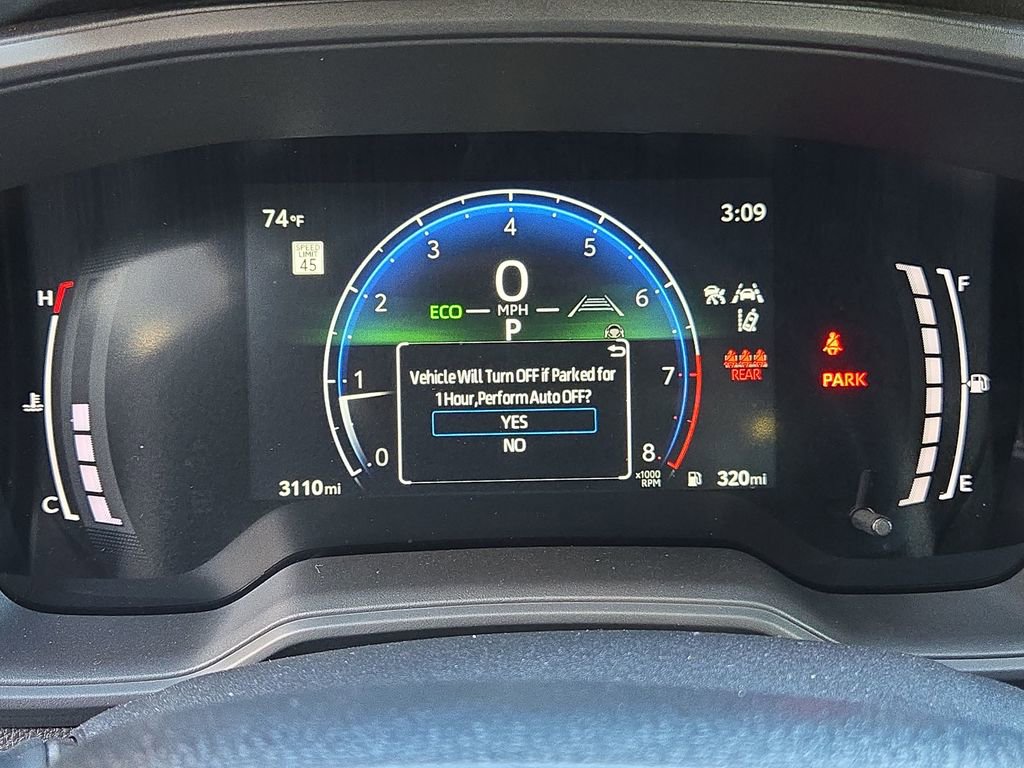 74°F
3:09
SPEED
LIMIT
45
H
C
0
1
2
3
4
5
6
7
8
x1000
RPM
0
MPH
ECO
P
Vehicle Will Turn OFF if Parked for
1 Hour,Perform Auto OFF?
YES
NO
REAR
PARK
F
E
3110mi
320mi